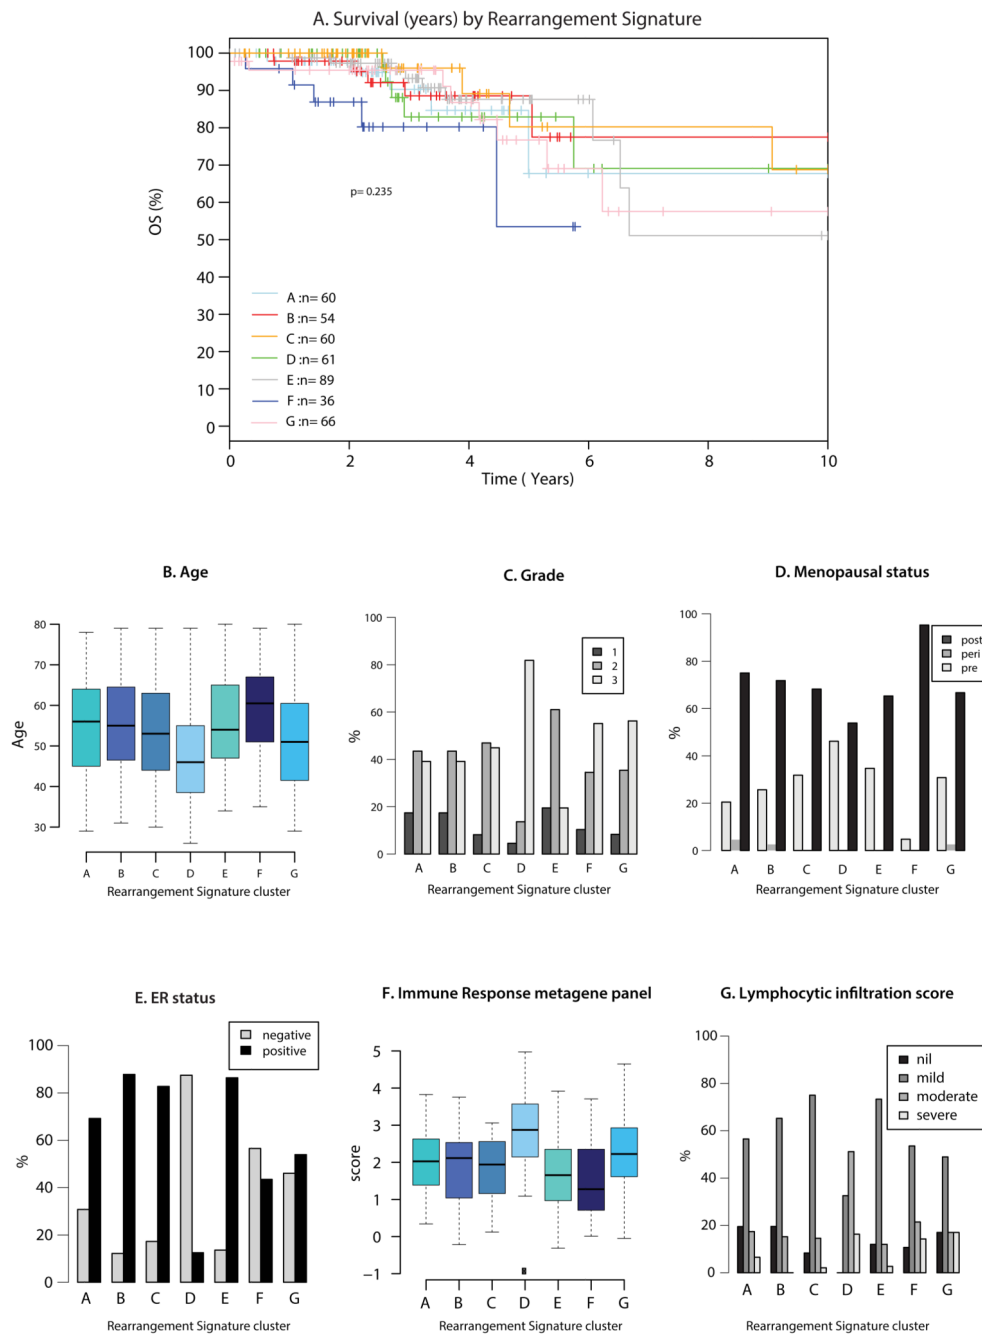 A. Survival (years) by Rearrangement Signature
100
90
80
70
60
50
40
30
20
10
0
OS (%)
p= 0.235
A :n= 60
B :n= 54
C :n= 60
D :n= 61
E :n= 89
F :n= 36
G :n= 66
0 2 4 6 8 10
Time ( Years)
B. Age
80
70
60
50
40
30
Age
A B C D E F G
Rearrangement Signature cluster
C. Grade
100
80
60
40
20
0
%
1
2
3
A B C D E F G
Rearrangement Signature cluster
D. Menopausal status
100
80
60
40
20
0
%
post
peri
pre
A B C D E F G
Rearrangement Signature cluster
E. ER status
negative
positive
100
80
60
40
20
0
%
A B C D E F G
Rearrangement Signature cluster
F. Immune Response metagene panel
5
4
3
2
1
0
−1
score
A B C D E F G
Rearrangement Signature cluster
G. Lymphocytic infiltration score
100
80
60
40
20
0
%
nil
mild
moderate
severe
A B C D E F G
Rearrangement Signature cluster